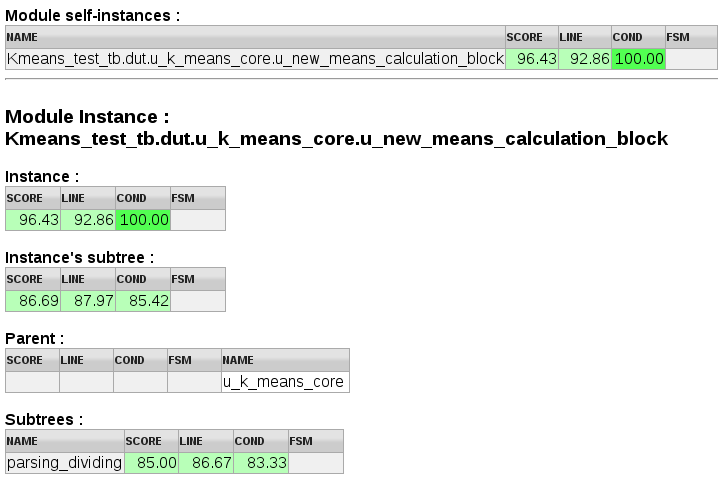 Module self-instances :
NAME SCORE LINE COND FSM
Kmeans_test_tb.dut.u_k_means_core.u_new_means_calculation_block 96.43 92.86 100.00
Module Instance :
Kmeans_test_tb.dut.u_k_means_core.u_new_means_calculation_block
Instance :
SCORE LINE COND FSM
96.43 92.86 100.00
Instance's subtree :
SCORE LINE COND FSM
86.69 87.97 85.42
Parent :
SCORE LINE COND FSM NAME
u_k_means_core
Subtrees :
NAME SCORE LINE COND FSM
parsing_dividing 85.00 86.67 83.33